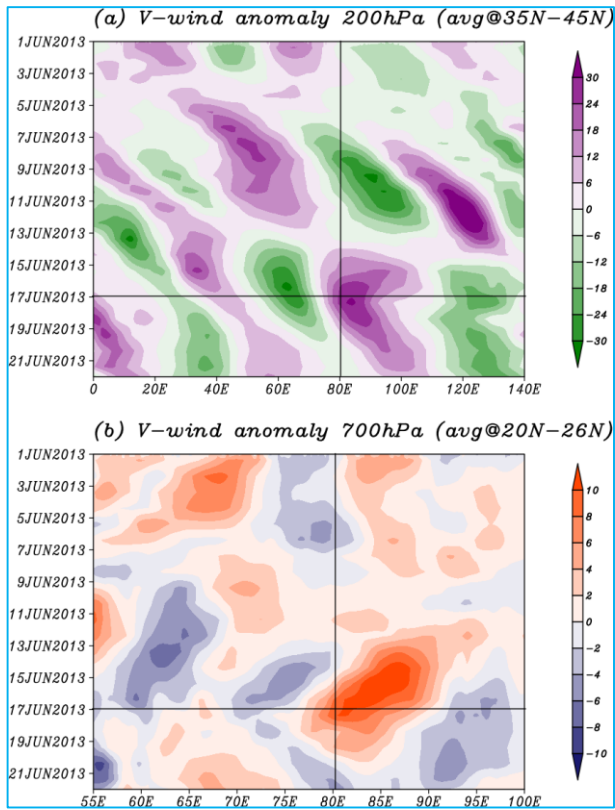 (a) V-wind anomaly 200hPa (avg@35N-45N)
1JUN2013
3JUN2013
5JUN2013
7JUN2013
9JUN2013
11JUN2013
13JUN2013
15JUN2013
17JUN2013
19JUN2013
21JUN2013
0 20E 40E 60E 80E 100E 120E 140E
30
24
18
12
6
0
-6
-12
-18
-24
-30
(b) V-wind anomaly 700hPa (avg@20N-26N)
1JUN2013
3JUN2013
5JUN2013
7JUN2013
9JUN2013
11JUN2013
13JUN2013
15JUN2013
17JUN2013
19JUN2013
21JUN2013
55E 60E 65E 70E 75E 80E 85E 90E 95E 100E
10
8
6
4
2
0
-2
-4
-6
-8
-10